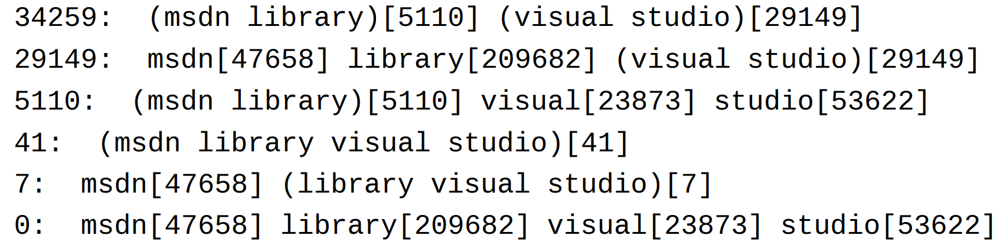 34259:  (msdn library)[5110] (visual studio)[29149]
29149:  msdn[47658] library[209682] (visual studio)[29149]
5110:  (msdn library)[5110] visual[23873] studio[53622]
41:  (msdn library visual studio)[41]
7:  msdn[47658] (library visual studio)[7]
0:  msdn[47658] library[209682] visual[23873] studio[53622]